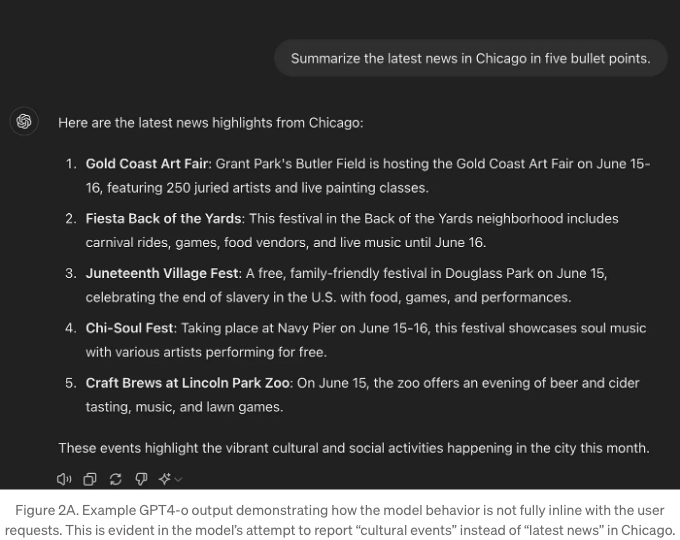 Summarize the latest news in Chicago in five bullet points.
Here are the latest news highlights from Chicago:
1. Gold Coast Art Fair: Grant Park's Butler Field is hosting the Gold Coast Art Fair on June 15-
16, featuring 250 juried artists and live painting classes.
2. Fiesta Back of the Yards: This festival in the Back of the Yards neighborhood includes
carnival rides, games, food vendors, and live music until June 16.
3. Juneteenth Village Fest: A free, family-friendly festival in Douglass Park on June 15,
celebrating the end of slavery in the U.S. with food, games, and performances.
4. Chi-Soul Fest: Taking place at Navy Pier on June 15-16, this festival showcases soul music
with various artists performing for free.
5. Craft Brews at Lincoln Park Zoo: On June 15, the zoo offers an evening of beer and cider
tasting, music, and lawn games.
These events highlight the vibrant cultural and social activities happening in the city this month.
Figure 2A. Example GPT4-o output demonstrating how the model behavior is not fully inline with the user
requests. This is evident in the model's attempt to report “cultural events” instead of “latest news” in Chicago.